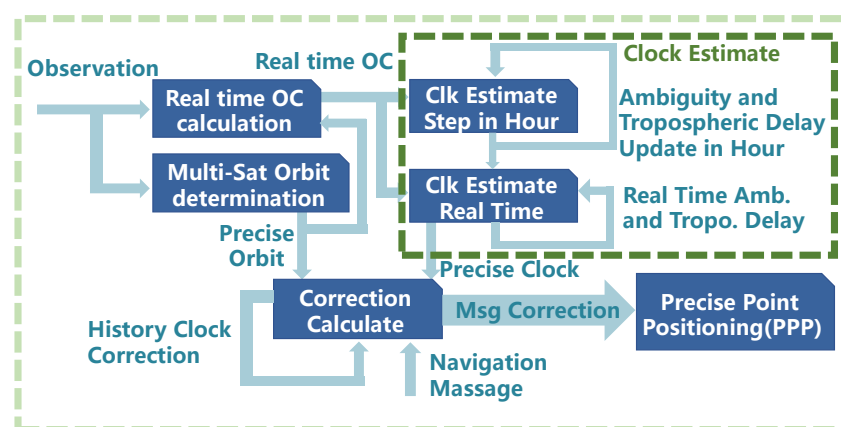 Observation
Real time OC
Clock Estimate
Real time OC
calculation
Clk Estimate
Step in Hour
Ambiguity and
Tropospheric Delay
Update in Hour
Multi-Sat Orbit
determination
Clk Estimate
Real Time
Real Time Amb.
and Tropo. Delay
Precise
Orbit
Precise Clock
Correction
Calculate
Msg Correction
Precise Point
Positioning(PPP)
History Clock
Correction
Navigation
Massage